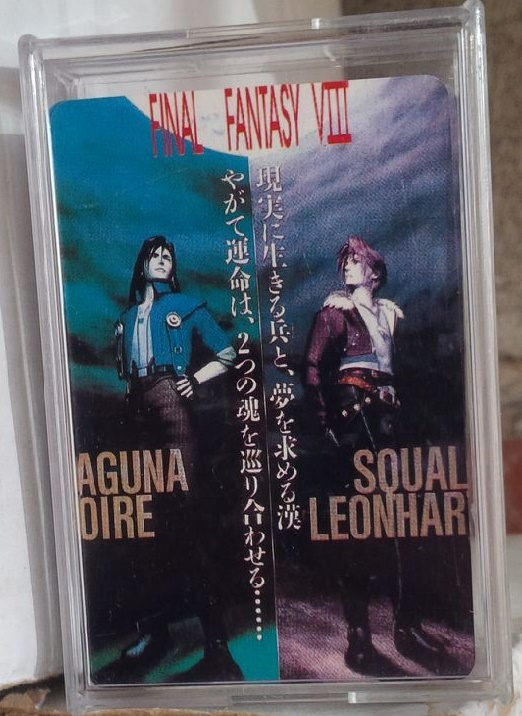 FINAL FANTASY VIII
現実に生きる兵と、夢を求める漢
やがて運命は、2つの魂を巡り合わせる……
AGUNA
OIRE
SQUAL
LEONHAR